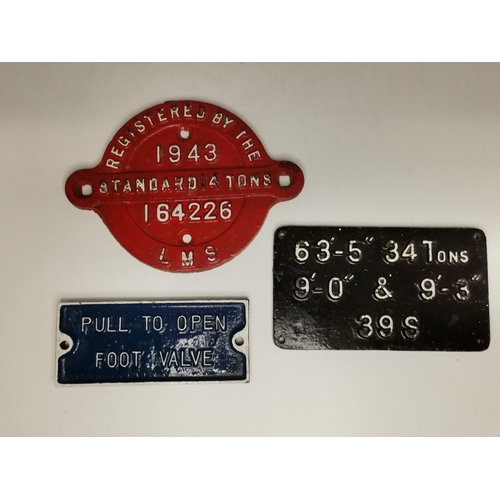 REGISTERED BY THE
1943
STANDARD 14 TONS
164226
LMS
63'-5" 34 TONS
9'-0" & 9'-3"
39S
PULL TO OPEN
FOOT VALVE